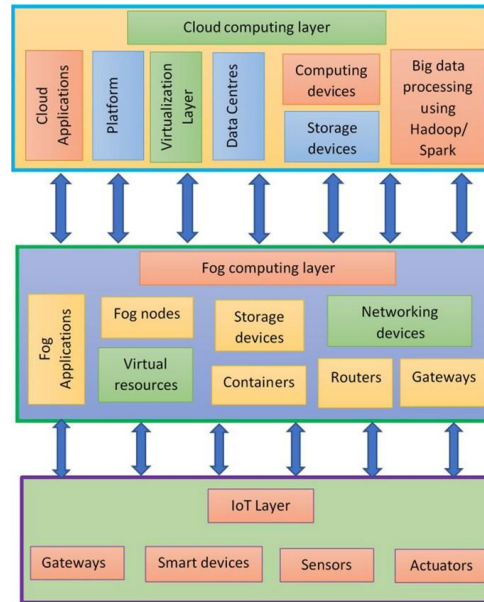 Cloud computing layer
Cloud
Applications
Platform
Virtualization
Layer
Data Centres
Computing
devices
Storage
devices
Big data
processing
using
Hadoop/
Spark
Fog computing layer
Fog
Applications
Fog nodes
Virtual
resources
Storage
devices
Containers
Networking
devices
Routers
Gateways
IoT Layer
Gateways
Smart devices
Sensors
Actuators